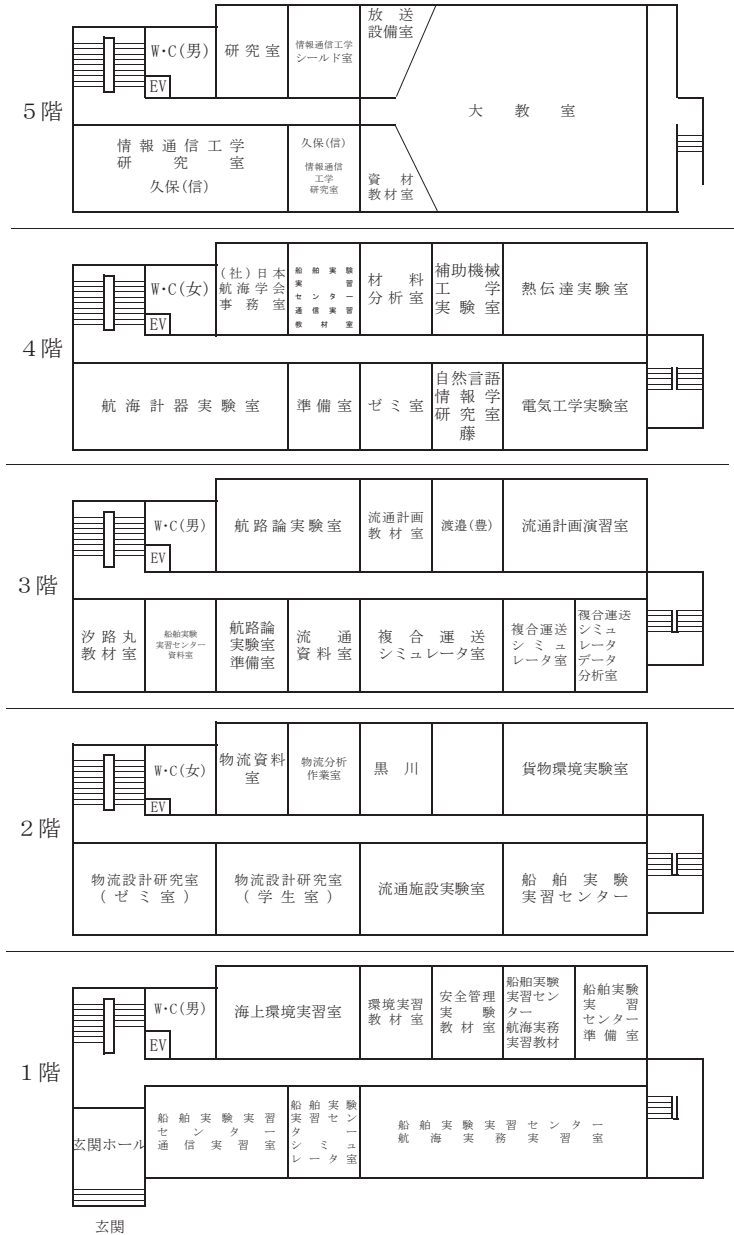 5階
W・C(男)
EV
研究室
情報通信工学
シールド室
放送
設備室
大教室
情報通信工学
研究室
久保(信)
久保(信)
情報通信
工学
研究室
資材
教材室
4階
W・C(女)
EV
(社)日本
航海学会
事務室
船舶実験
実習
センター
通信実習
教材室
材料
分析室
補助機械
工学
実験室
熱伝達実験室
航海計器実験室
準備室
ゼミ室
自然言語
情報学
研究室
藤
電気工学実験室
3階
W・C(男)
EV
航路論実験室
流通計画
教材室
渡邉(豊)
流通計画演習室
汐路丸
教材室
船舶実験
実習センター
資料室
航路論
実験室
準備室
流通
資料室
複合運送
シミュレータ室
複合運送
シミュ
レータ室
複合運送
シミュ
レータ
データ
分析室
2階
W・C(女)
EV
物流資料
室
物流分析
作業室
黒川
貨物環境実験室
物流設計研究室
(ゼミ室)
物流設計研究室
(学生室)
流通施設実験室
船舶実験
実習センター
1階
W・C(男)
EV
海上環境実習室
環境実習
教材室
安全管理
実験
教材室
船舶実験
実習セン
ター
航海実務
実習教材
船舶実験
実習
センター
準備室
玄関ホール
船舶実験実習
センター
通信実習室
船舶実験
実習セン
ター
シミュ
レータ室
船舶実験実習センター
航海実務実習室
玄関